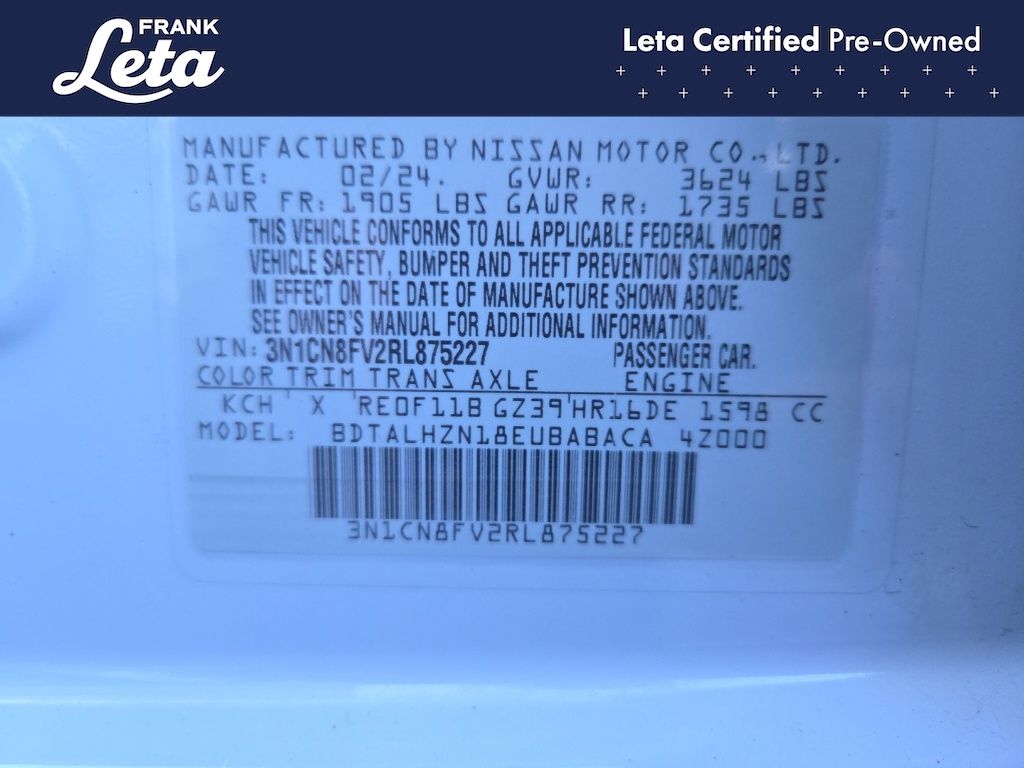 FRANK
Leta
Leta Certified Pre-Owned
MANUFACTURED BY NISSAN MOTOR CO., LTD.
DATE: 02/24. GVWR: 3624 LBS
GAWR FR: 1905 LBS GAWR RR: 1735 LBS
THIS VEHICLE CONFORMS TO ALL APPLICABLE FEDERAL MOTOR
VEHICLE SAFETY, BUMPER AND THEFT PREVENTION STANDARDS
IN EFFECT ON THE DATE OF MANUFACTURE SHOWN ABOVE.
SEE OWNER'S MANUAL FOR ADDITIONAL INFORMATION.
VIN: 3N1CN8FV2RL875227 PASSENGER CAR.
COLOR TRIM TRANS AXLE ENGINE
KCH X RE0F11B GZ39 HR16DE 1598 CC
MODEL: BDTALHZN18EUBABACA 4Z000
3N1CN8FV2RL875227